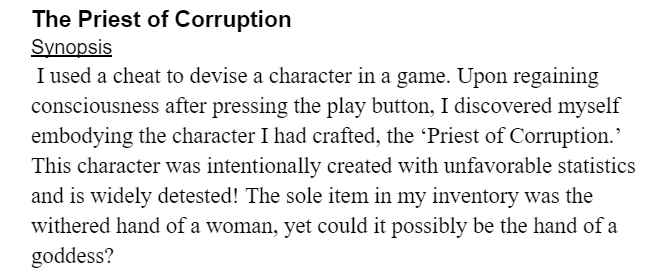 The Priest of Corruption
Synopsis
I used a cheat to devise a character in a game. Upon regaining
consciousness after pressing the play button, I discovered myself
embodying the character I had crafted, the ‘Priest of Corruption.’
This character was intentionally created with unfavorable statistics
and is widely detested! The sole item in my inventory was the
withered hand of a woman, yet could it possibly be the hand of a
goddess?